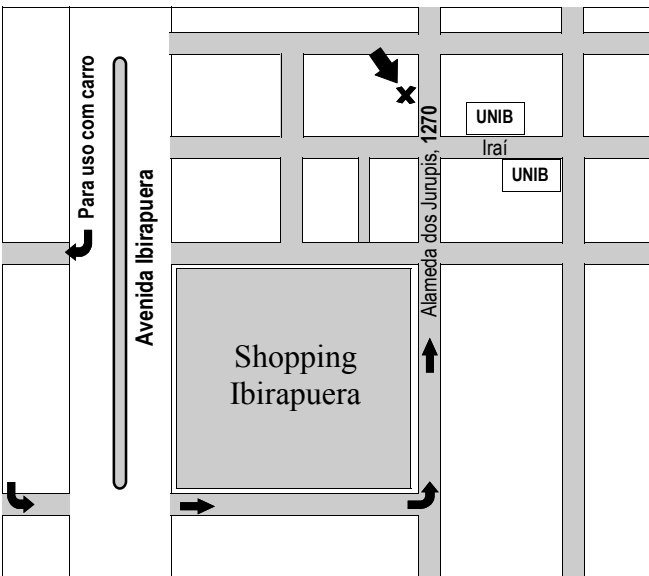 Para uso com carro
Avenida Ibirapuera
Alameda dos Jurupis, 1270
UNIB
Iraí
UNIB
Shopping
Ibirapuera